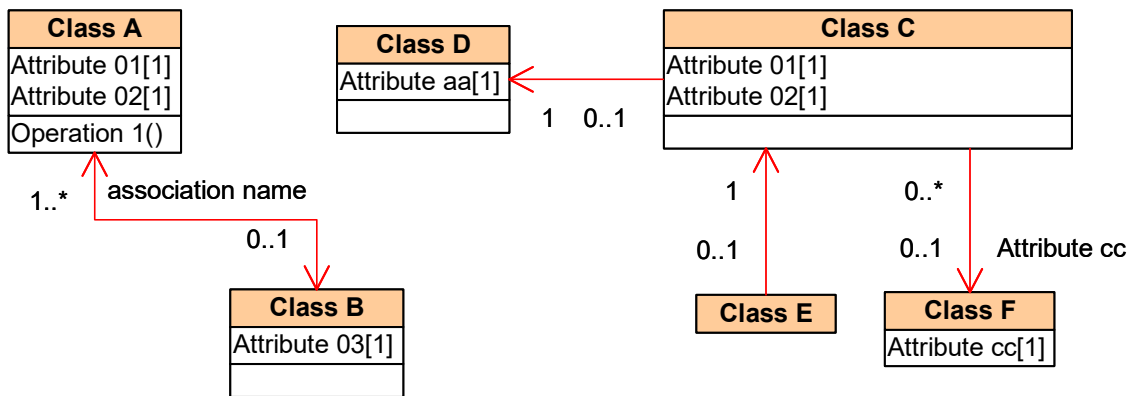 Class A
Attribute 01[1]
Attribute 02[1]
Operation 1()
1..*
association name
0..1
Class B
Attribute 03[1]
Class D
Attribute aa[1]
1
0..1
Class C
Attribute 01[1]
Attribute 02[1]
1
0..1
Class E
0..*
0..1
Attribute cc
Class F
Attribute cc[1]